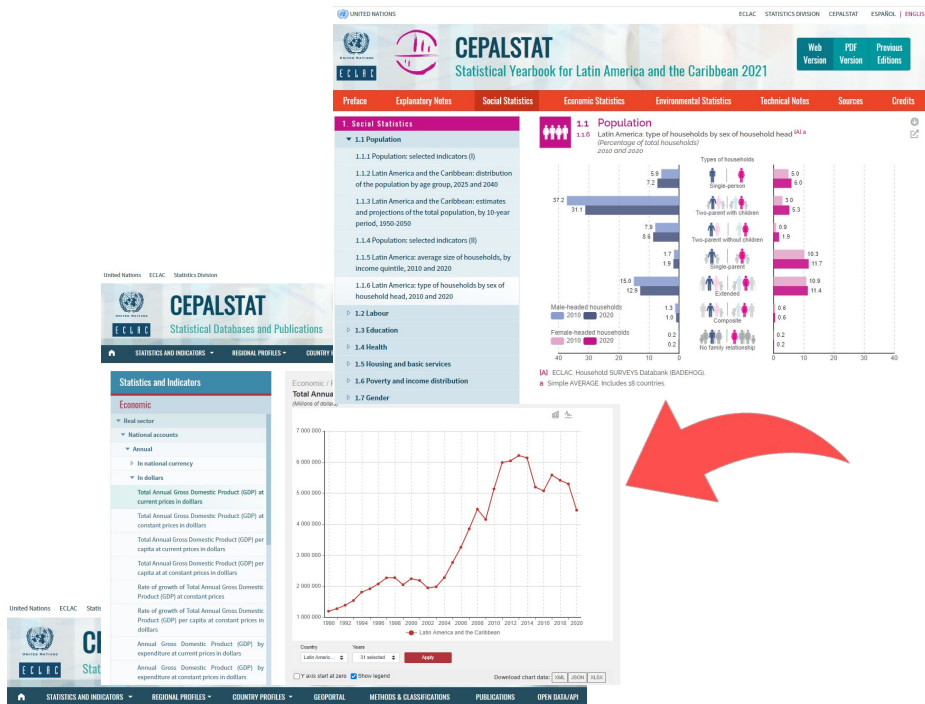 UNITED NATIONS
ECLAC STATISTICS DIVISION CEPALSTAT ESPAÑOL | ENGLIS
UNITED NATIONS
ECLAC
CEPALSTAT
Statistical Yearbook for Latin America and the Caribbean 2021
Web Version
PDF Version
Previous Editions
Preface Explanatory Notes Social Statistics Economic Statistics Environmental Statistics Technical Notes Sources Credits
1. Social Statistics
1.1 Population
1.1.1 Population: selected indicators (I)
1.1.2 Latin America and the Caribbean: distribution
of the population by age group, 2025 and 2040
1.1.3 Latin America and the Caribbean: estimates
and projections of the total population, by 10-year
period, 1950-2050
1.1.4 Population: selected indicators (II)
1.1.5 Latin America: average size of households, by
income quintile, 2010 and 2020
1.1.6 Latin America: type of households by sex of
household head, 2010 and 2020
1.2 Labour
1.3 Education
1.4 Health
1.5 Housing and basic services
1.6 Poverty and income distribution
1.7 Gender
1.1 Population
1.1.6 Latin America: type of households by sex of household head [A] a
(Percentage of total households)
2010 and 2020
Types of households
5.9 5.0
7.2 6.0
Single-person
37.2 3.0
31.1 5.3
Two-parent with children
7.9 0.9
8.6 1.9
Two-parent without children
1.7 10.3
1.9 11.7
Single-parent
15.0 10.9
12.9 11.4
Extended
1.3 0.6
1.0 0.6
Composite
0.2 0.2
0.2 0.2
No family relationship
Male-headed households
2010 2020
Female-headed households
2010 2020
40 30 20 10 0 0 10 20 30 40
[A] ECLAC. Household SURVEYS Databank (BADEHOG).
a Simple AVERAGE. Includes 18 countries.
United Nations ECLAC Statistics Division
UNITED NATIONS
ECLAC
CEPALSTAT
Statistical Databases and Publications
STATISTICS AND INDICATORS REGIONAL PROFILES COUNTRY P
Statistics and Indicators
Economic
Real sector
National accounts
Annual
In national currency
In dollars
Total Annual Gross Domestic Product (GDP) at
current prices in dolllars
Total Annual Gross Domestic Product (GDP) at
constant prices in dolllars
Total Annual Gross Domestic Product (GDP) per
capita at current prices in dollars
Total Annual Gross Domestic Product (GDP) per
capita at at constant prices in dollars
Rate of growth of Total Annual Gross Domestic
Product (GDP) at constant prices
Rate of growth of Total Annual Gross Domestic
Product (GDP) per capita at constant prices in
dolllars
Annual Gross Domestic Product (GDP) by
expenditure at current prices in dollars
Annual Gross Domestic Product (GDP) by
expenditure at constant prices in dollars
Economic /
Total Annua
(Millions of dollars)
7 000 000
6 000 000
5 000 000
4 000 000
3 000 000
2 000 000
1 000 000
1990 1992 1994 1996 1998 2000 2002 2004 2006 2008 2010 2012 2014 2016 2018 2020
Latin America and the Caribbean
Country Years
Latin Americ... 31 selected Apply
Y axis start at zero Show legend
Download chart data: XML JSON XLSX
United Nations ECLAC Statis
UNITED NATIONS
ECLAC
CE
Stat
STATISTICS AND INDICATORS REGIONAL PROFILES COUNTRY PROFILES GEOPORTAL METHODS & CLASSIFICATIONS PUBLICATIONS OPEN DATA/API